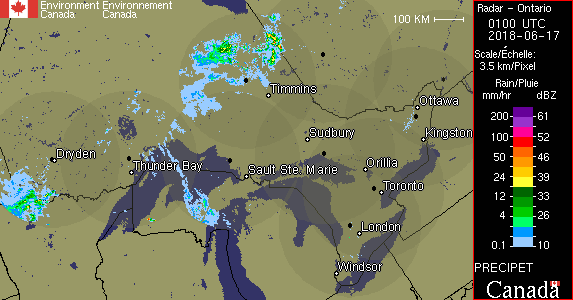 Environment Environnement
Canada Canada
100 KM
Timmins
Ottawa
Sudbury
Kingston
Dryden
Thunder Bay
Sault Ste. Marie
Orillia
Toronto
London
Windsor
Radar - Ontario
0100 UTC
2018-06-17
Scale/Échelle:
3.5 km/Pixel
Rain/Pluie
mm/hr dBZ
200 61
100 52
50 46
24 39
12 33
4 26
0.1 10
PRECIPET
Canada